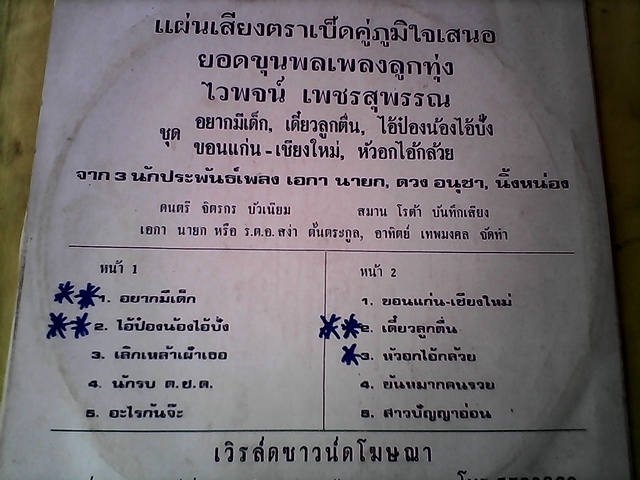 แผ่นเสียงตราเป็ดคู่ภูมิใจเสนอ
ยอดขุนพลเพลงลูกทุ่ง
ไวพจน์ เพชรสุพรรณ
ชุด อยากมีเด็ก, เดี๋ยวลูกตื่น, ไอ้ป๋องน้องไอ้บั้ง
ขอนแก่น-เชียงใหม่, หัวอกไอ้กล้วย
จาก 3 นักประพันธ์เพลง เอกา นายก, ดวง อนุชา, นิ้งหน่อง
ดนตรี จิตรกร บัวเนียม สมาน โรต้า บันทึกเสียง
เอกา นายก หรือ ร.ต.อ. สง่า ตันตระกูล, อาทิตย์ เทพมงคล จัดทำ
หน้า 1
1. อยากมีเด็ก
2. ไอ้ป๋องน้องไอ้บั้ง
3. เลิกเหล้าเผ้าเธอ
4. นักรบ ต.ช.ด.
5. อะไรกันจ๊ะ
หน้า 2
1. ขอนแก่น-เชียงใหม่
2. เดี๋ยวลูกตื่น
3. หัวอกไอ้กล้วย
4. ขันหมากคนรวย
5. สาวปัญญาอ่อน
เวิรล์ดซาวน์ดโฆษณา